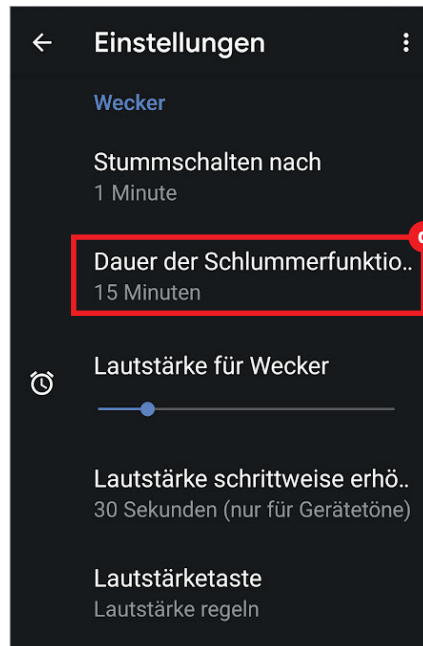 Einstellungen
Wecker
Stummschalten nach
1 Minute
Dauer der Schlummerfunktio..
15 Minuten
Lautstärke für Wecker
Lautstärke schrittweise erhö..
30 Sekunden (nur für Gerätetöne)
Lautstärketaste
Lautstärke regeln